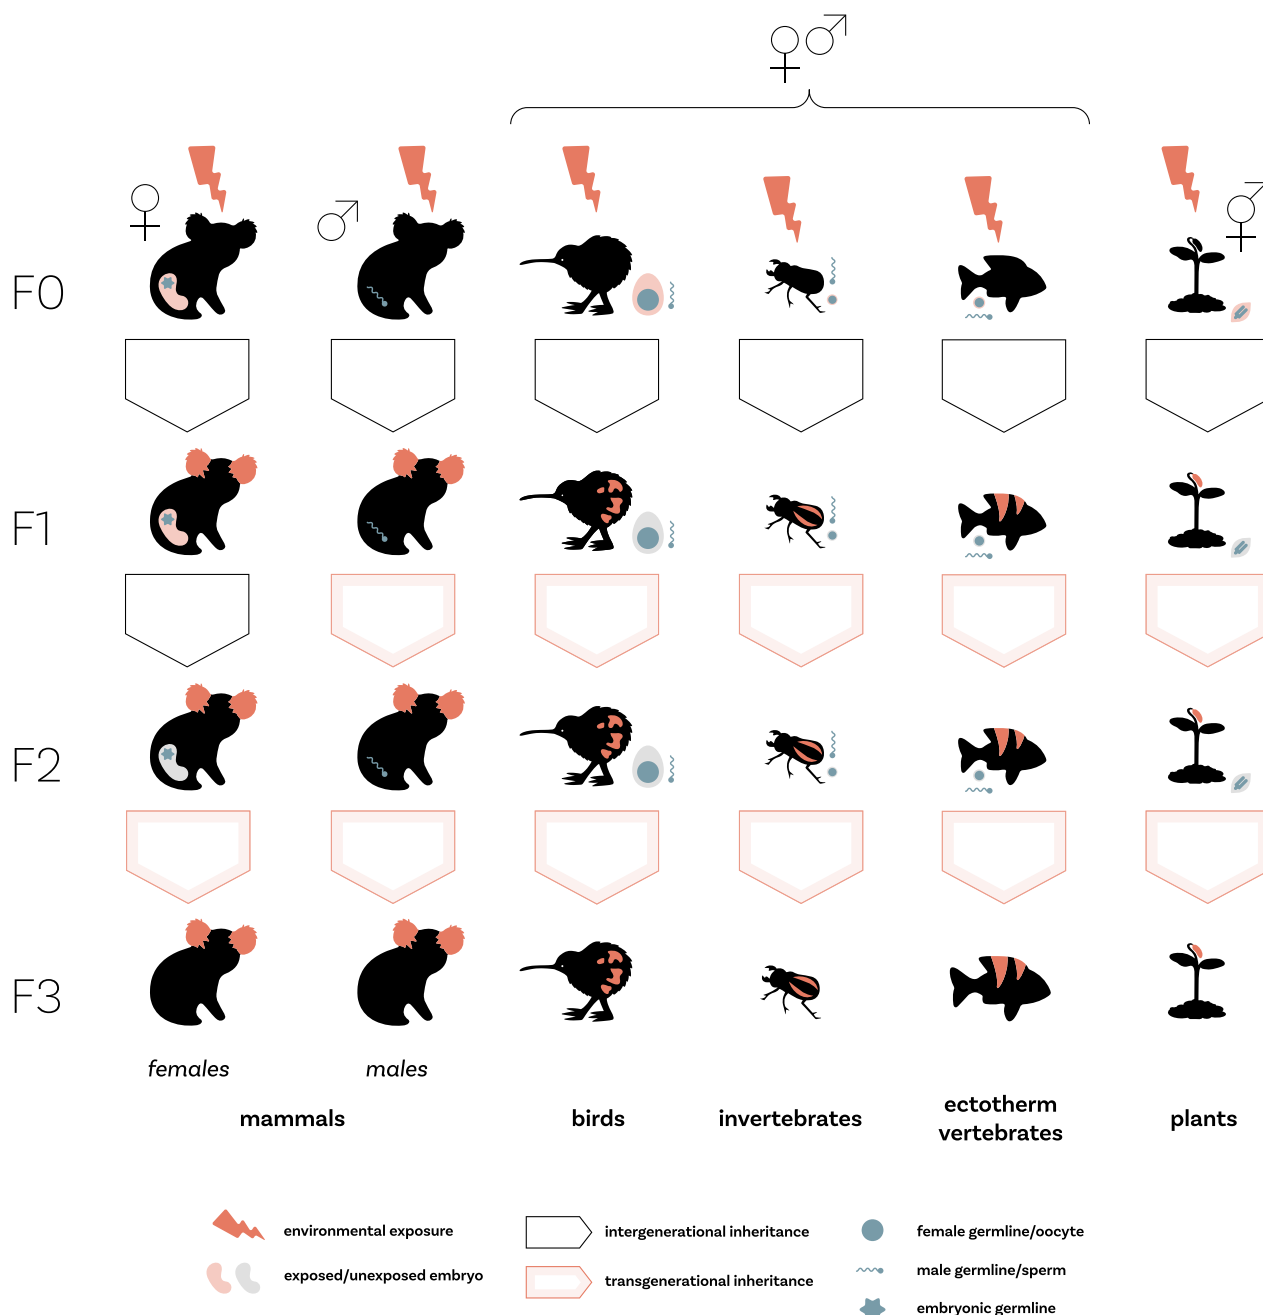 F0
F1
F2
F3
females
males
mammals
birds
invertebrates
ectotherm
vertebrates
plants
environmental exposure
exposed/unexposed embryo
intergenerational inheritance
transgenerational inheritance
female germline/oocyte
male germline/sperm
embryonic germline